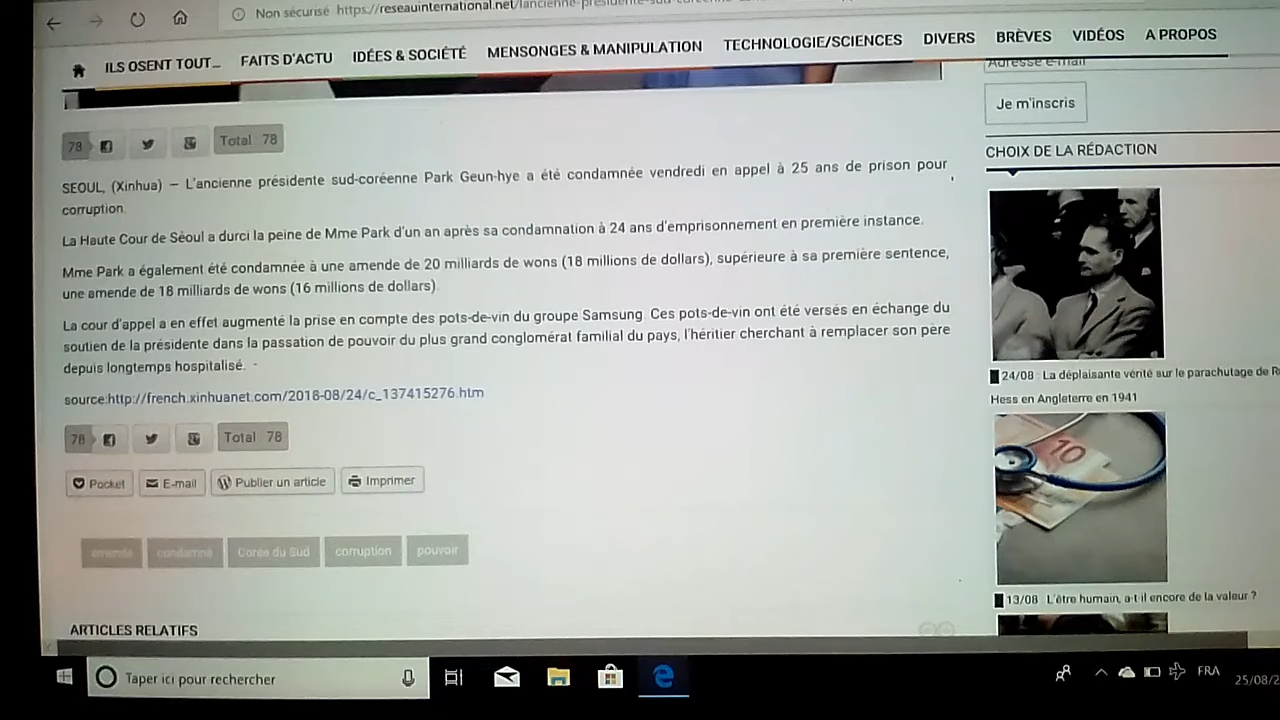 Non sécurisé https://reseauinternational.net/lancienne-presidente-sud-coreenne
ILS OSENT TOUT... FAITS D'ACTU IDÉES & SOCIÉTÉ MENSONGES & MANIPULATION TECHNOLOGIE/SCIENCES DIVERS BRÈVES VIDÉOS A PROPOS
Adresse e-mail
Je m'inscris
78 Total 78
SEOUL, (Xinhua) — L'ancienne présidente sud-coréenne Park Geun-hye a été condamnée vendredi en appel à 25 ans de prison pour
corruption.
La Haute Cour de Séoul a durci la peine de Mme Park d'un an après sa condamnation à 24 ans d'emprisonnement en première instance.
Mme Park a également été condamnée à une amende de 20 milliards de wons (18 millions de dollars), supérieure à sa première sentence,
une amende de 18 milliards de wons (16 millions de dollars).
La cour d'appel a en effet augmenté la prise en compte des pots-de-vin du groupe Samsung. Ces pots-de-vin ont été versés en échange du
soutien de la présidente dans la passation de pouvoir du plus grand conglomérat familial du pays, l'héritier cherchant à remplacer son père
depuis longtemps hospitalisé. -
source:http://french.xinhuanet.com/2018-08/24/c_137415276.htm
78 Total 78
Pocket E-mail Publier un article Imprimer
amende condamné Corée du Sud corruption pouvoir
ARTICLES RELATIFS
CHOIX DE LA RÉDACTION
24/08 : La déplaisante vérité sur le parachutage de
Hess en Angleterre en 1941
10
13/08 : L'être humain, a-t-il encore de la valeur ?
Taper ici pour rechercher
FRA
25/08/2